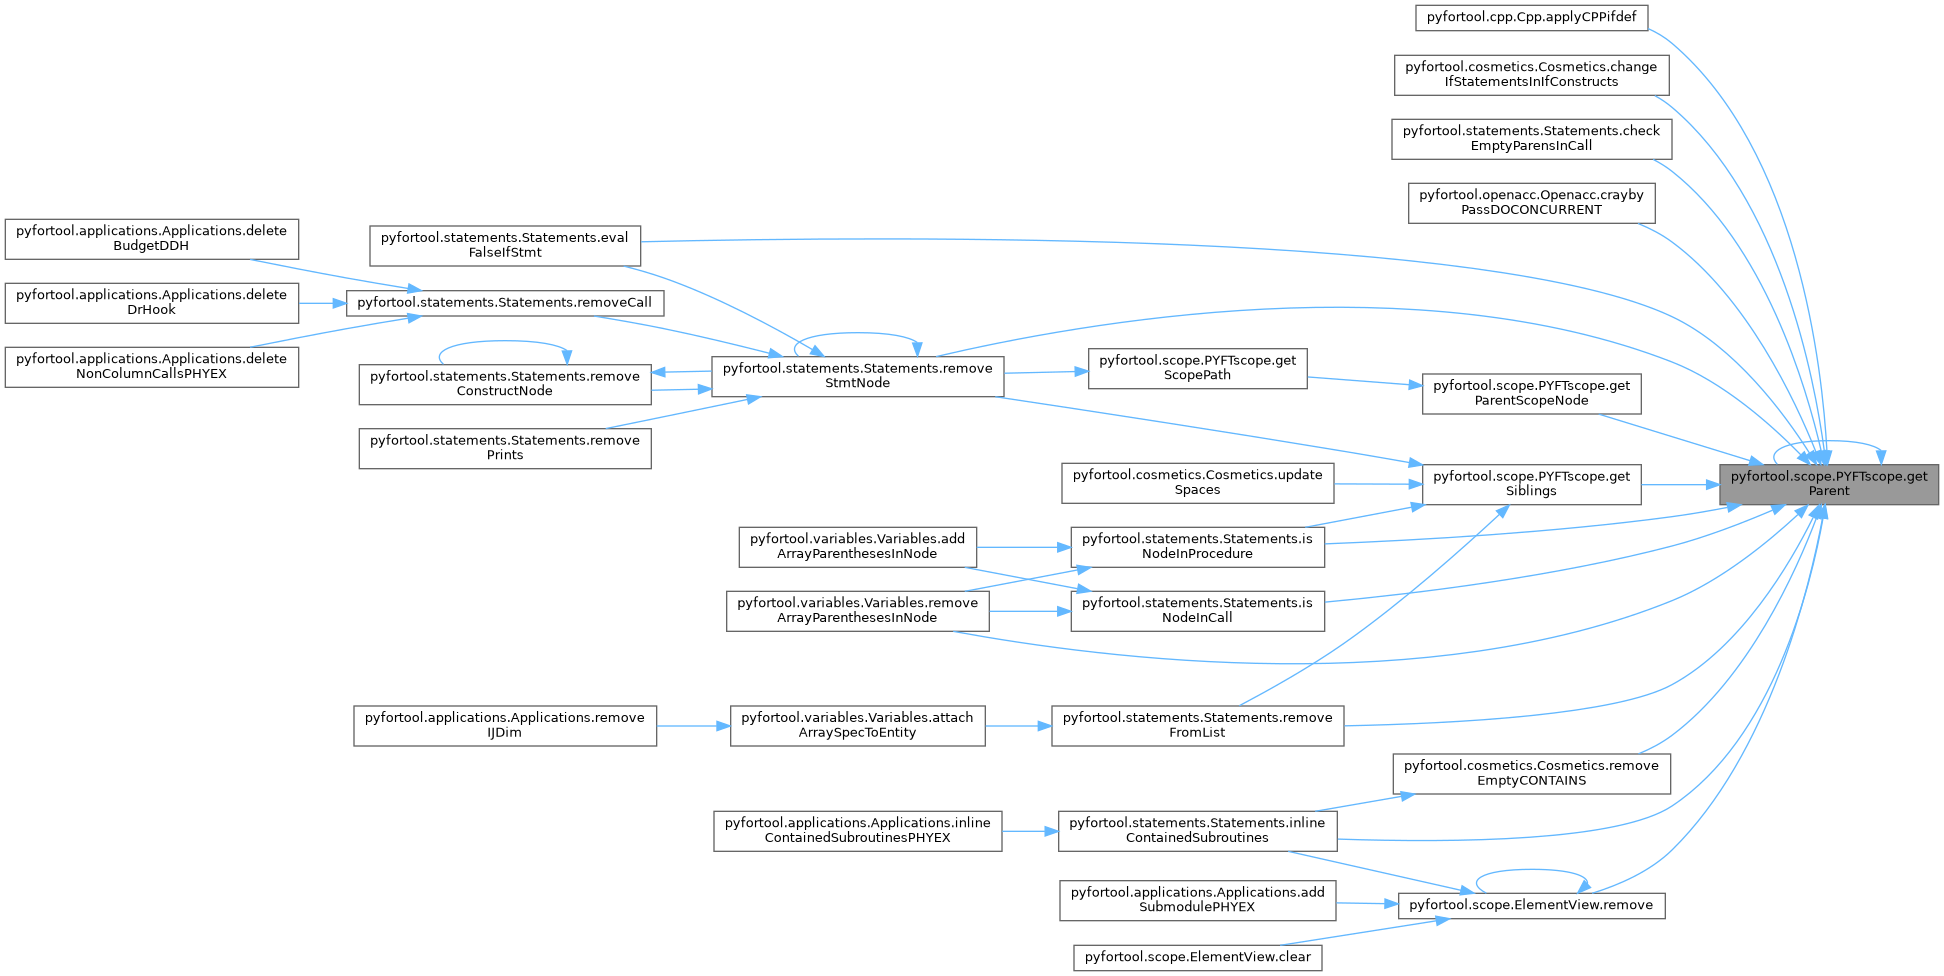 pyfortool.cpp.Cpp.applyCPPifdef
pyfortool.cosmetics.Cosmetics.change
IfStatementsInIfConstructs
pyfortool.statements.Statements.check
EmptyParensInCall
pyfortool.openacc.Openacc.crayby
PassDOCONCURRENT
pyfortool.applications.Applications.delete
BudgetDDH
pyfortool.statements.Statements.eval
FalseIfStmt
pyfortool.applications.Applications.delete
DrHook
pyfortool.statements.Statements.removeCall
pyfortool.applications.Applications.delete
NonColumnCallsPHYEX
pyfortool.statements.Statements.remove
ConstructNode
pyfortool.statements.Statements.remove
StmtNode
pyfortool.scope.PYFTscope.get
ScopePath
pyfortool.scope.PYFTscope.get
ParentScopeNode
pyfortool.statements.Statements.remove
Prints
pyfortool.cosmetics.Cosmetics.update
Spaces
pyfortool.scope.PYFTscope.get
Siblings
pyfortool.scope.PYFTscope.get
Parent
pyfortool.variables.Variables.add
ArrayParenthesesInNode
pyfortool.statements.Statements.is
NodeInProcedure
pyfortool.variables.Variables.remove
ArrayParenthesesInNode
pyfortool.statements.Statements.is
NodeInCall
pyfortool.applications.Applications.remove
IJDim
pyfortool.variables.Variables.attach
ArraySpecToEntity
pyfortool.statements.Statements.remove
FromList
pyfortool.cosmetics.Cosmetics.remove
EmptyCONTAINS
pyfortool.applications.Applications.inline
ContainedSubroutinesPHYEX
pyfortool.statements.Statements.inline
ContainedSubroutines
pyfortool.applications.Applications.add
SubmodulePHYEX
pyfortool.scope.ElementView.remove
pyfortool.scope.ElementView.clear